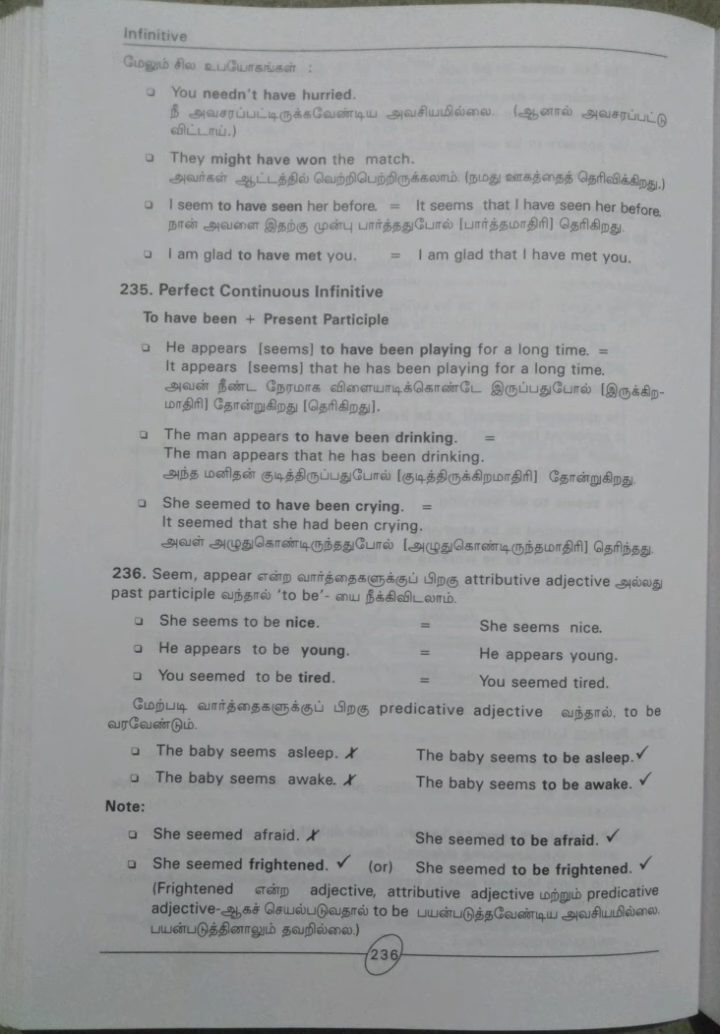 Infinitive
மேலும் சில உபயோகங்கள் :
❑ You needn't have hurried.
நீ அவசரப்பட்டிருக்கவேண்டிய அவசியமில்லை. (ஆனால் அவசரப்பட்டு
விட்டாய்.)
❑ They might have won the match.
அவர்கள் ஆட்டத்தில் வெற்றிபெற்றிருக்கலாம். (நமது ஊகத்தைத் தெரிவிக்கிறது.)
❑ I seem to have seen her before. = It seems that I have seen her before.
நான் அவளை இதற்கு முன்பு பார்த்ததுபோல் [பார்த்தமாதிரி] தெரிகிறது.
❑ I am glad to have met you. = I am glad that I have met you.
235. Perfect Continuous Infinitive
To have been + Present Participle
❑ He appears [seems] to have been playing for a long time. =
It appears [seems] that he has been playing for a long time.
அவன் நீண்ட நேரமாக விளையாடிக்கொண்டே இருப்பதுபோல் [இருக்கிற-
மாதிரி] தோன்றுகிறது [தெரிகிறது].
❑ The man appears to have been drinking. =
The man appears that he has been drinking.
அந்த மனிதன் குடித்திருப்பதுபோல் [குடித்திருக்கிறமாதிரி] தோன்றுகிறது.
❑ She seemed to have been crying. =
It seemed that she had been crying.
அவள் அழுதுகொண்டிருந்ததுபோல் [அழுதுகொண்டிருந்தமாதிரி] தெரிந்தது.
236. Seem, appear என்ற வார்த்தைகளுக்குப் பிறகு attributive adjective அல்லது
past participle வந்தால் 'to be'- யை நீக்கிவிடலாம்.
❑ She seems to be nice. = She seems nice.
❑ He appears to be young. = He appears young.
❑ You seemed to be tired. = You seemed tired.
மேற்படி வார்த்தைகளுக்குப் பிறகு predicative adjective வந்தால், to be
வரவேண்டும்.
❑ The baby seems asleep. ✗ The baby seems to be asleep. ✓
❑ The baby seems awake. ✗ The baby seems to be awake. ✓
Note:
❑ She seemed afraid. ✗ She seemed to be afraid. ✓
❑ She seemed frightened. ✓ (or) She seemed to be frightened. ✓
(Frightened என்ற adjective, attributive adjective மற்றும் predicative
adjective-ஆகச் செயல்படுவதால் to be பயன்படுத்தவேண்டிய அவசியமில்லை.
பயன்படுத்தினாலும் தவறில்லை.)
236